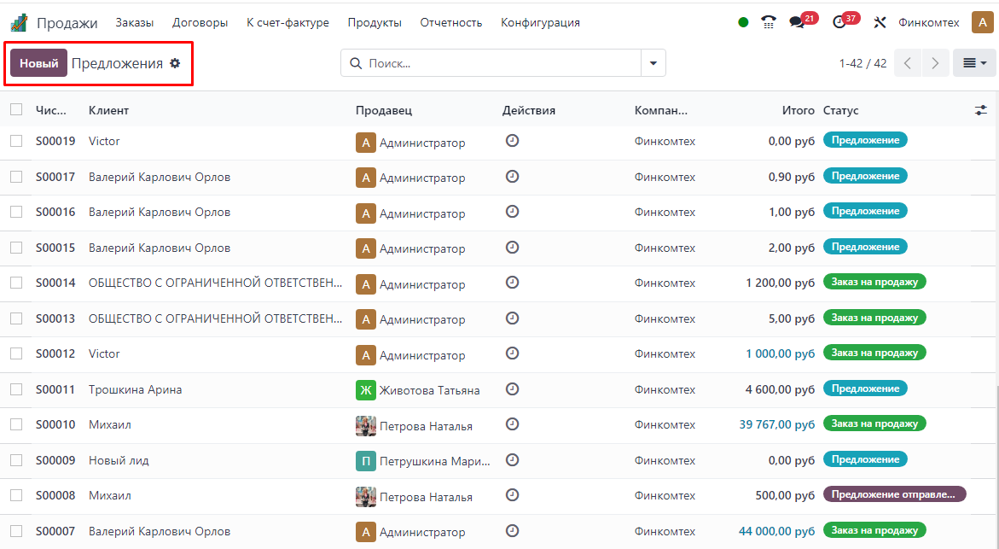 Продажи Заказы Договоры К счет-фактуре Продукты Отчетность Конфигурация 21 37 Финкомтех А
Новый Предложения Поиск... 1-42 / 42
Чис... Клиент Продавец Действия Компан... Итого Статус
S00019 Victor А Администратор Финкомтех 0,00 руб Предложение
S00017 Валерий Карлович Орлов А Администратор Финкомтех 0,90 руб Предложение
S00016 Валерий Карлович Орлов А Администратор Финкомтех 1,00 руб Предложение
S00015 Валерий Карлович Орлов А Администратор Финкомтех 2,00 руб Предложение
S00014 ОБЩЕСТВО С ОГРАНИЧЕННОЙ ОТВЕТСТВЕН... А Администратор Финкомтех 1 200,00 руб Заказ на продажу
S00013 ОБЩЕСТВО С ОГРАНИЧЕННОЙ ОТВЕТСТВЕН... А Администратор Финкомтех 5,00 руб Заказ на продажу
S00012 Victor А Администратор Финкомтех 1 000,00 руб Заказ на продажу
S00011 Трошкина Арина Ж Животова Татьяна Финкомтех 4 600,00 руб Предложение
S00010 Михаил Петрова Наталья Финкомтех 39 767,00 руб Заказ на продажу
S00009 Новый лид П Петрушкина Мари... Финкомтех 0,00 руб Предложение
S00008 Михаил Петрова Наталья Финкомтех 500,00 руб Предложение отправле...
S00007 Валерий Карлович Орлов А Администратор Финкомтех 44 000,00 руб Заказ на продажу